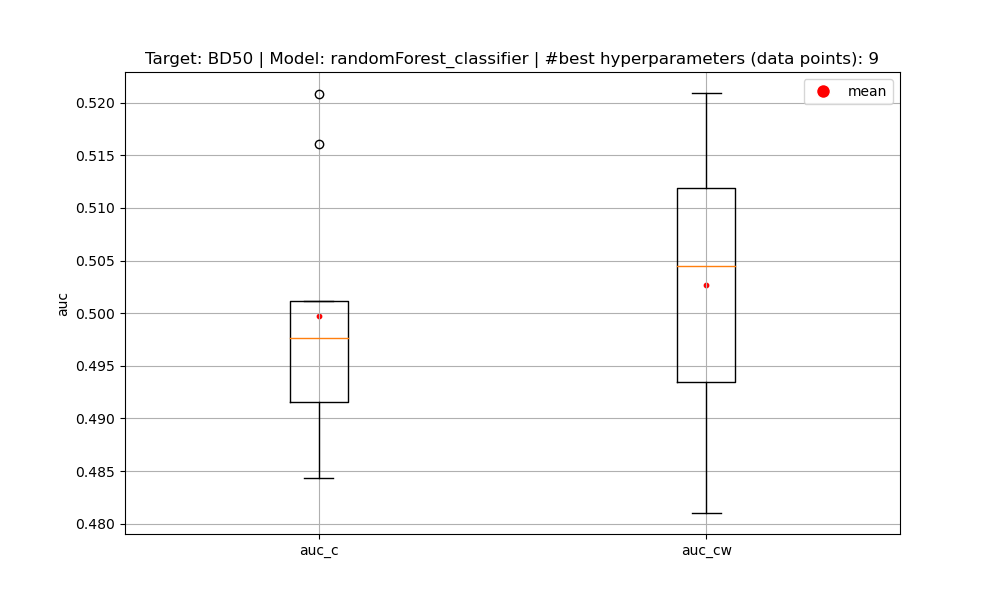 Target: BD50 | Model: randomForest_classifier | #best hyperparameters (data points): 9
mean
0.520
0.515
0.510
0.505
0.500
0.495
0.490
0.485
0.480
auc
auc_c
auc_cw